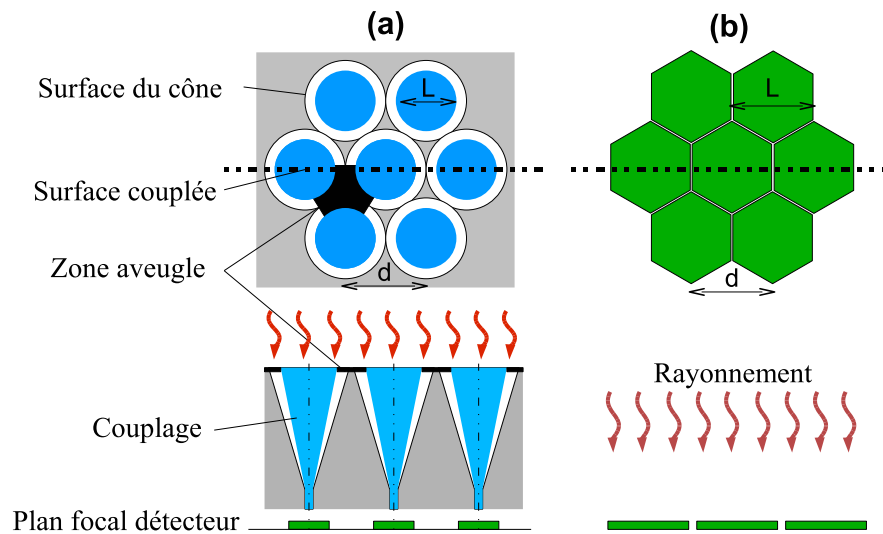 (a)
(b)
Surface du cône
L
L
Surface couplée
Zone aveugle
d
d
Rayonnement
Couplage
Plan focal détecteur